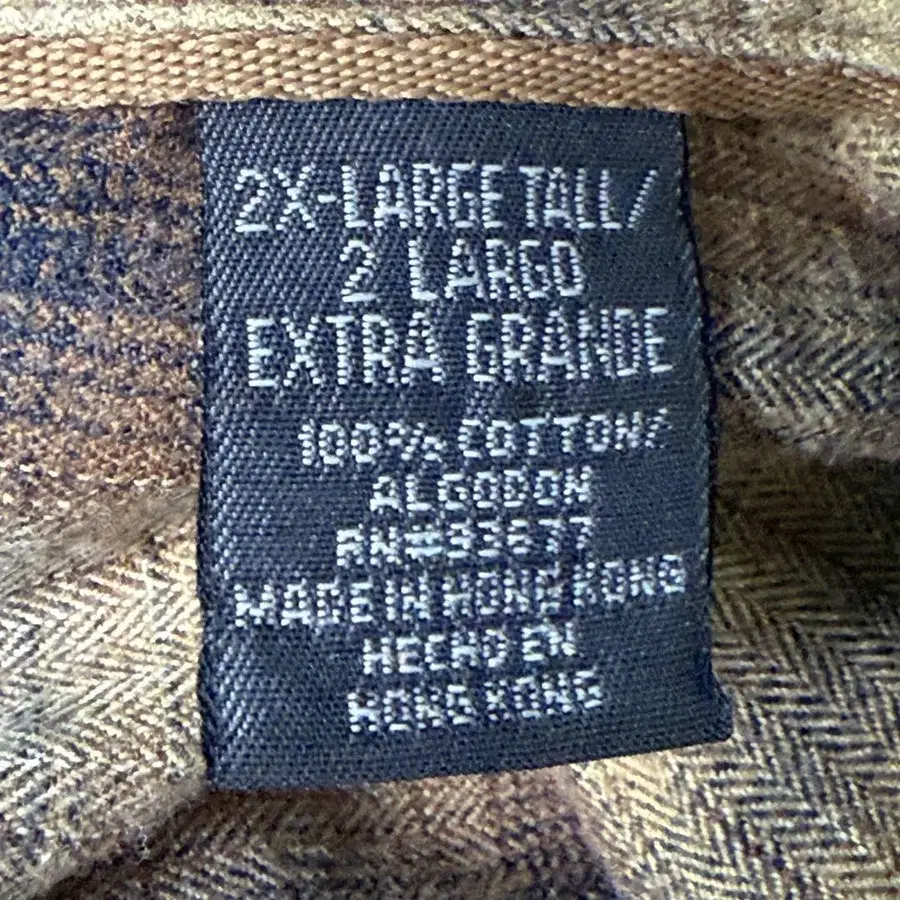 2X-LARGE TALL/
2 LARGO
EXTRA GRANDE
100% COTTON/
ALGODON
RN#93677
MADE IN HONG KONG
HECHO EN
HONG KONG